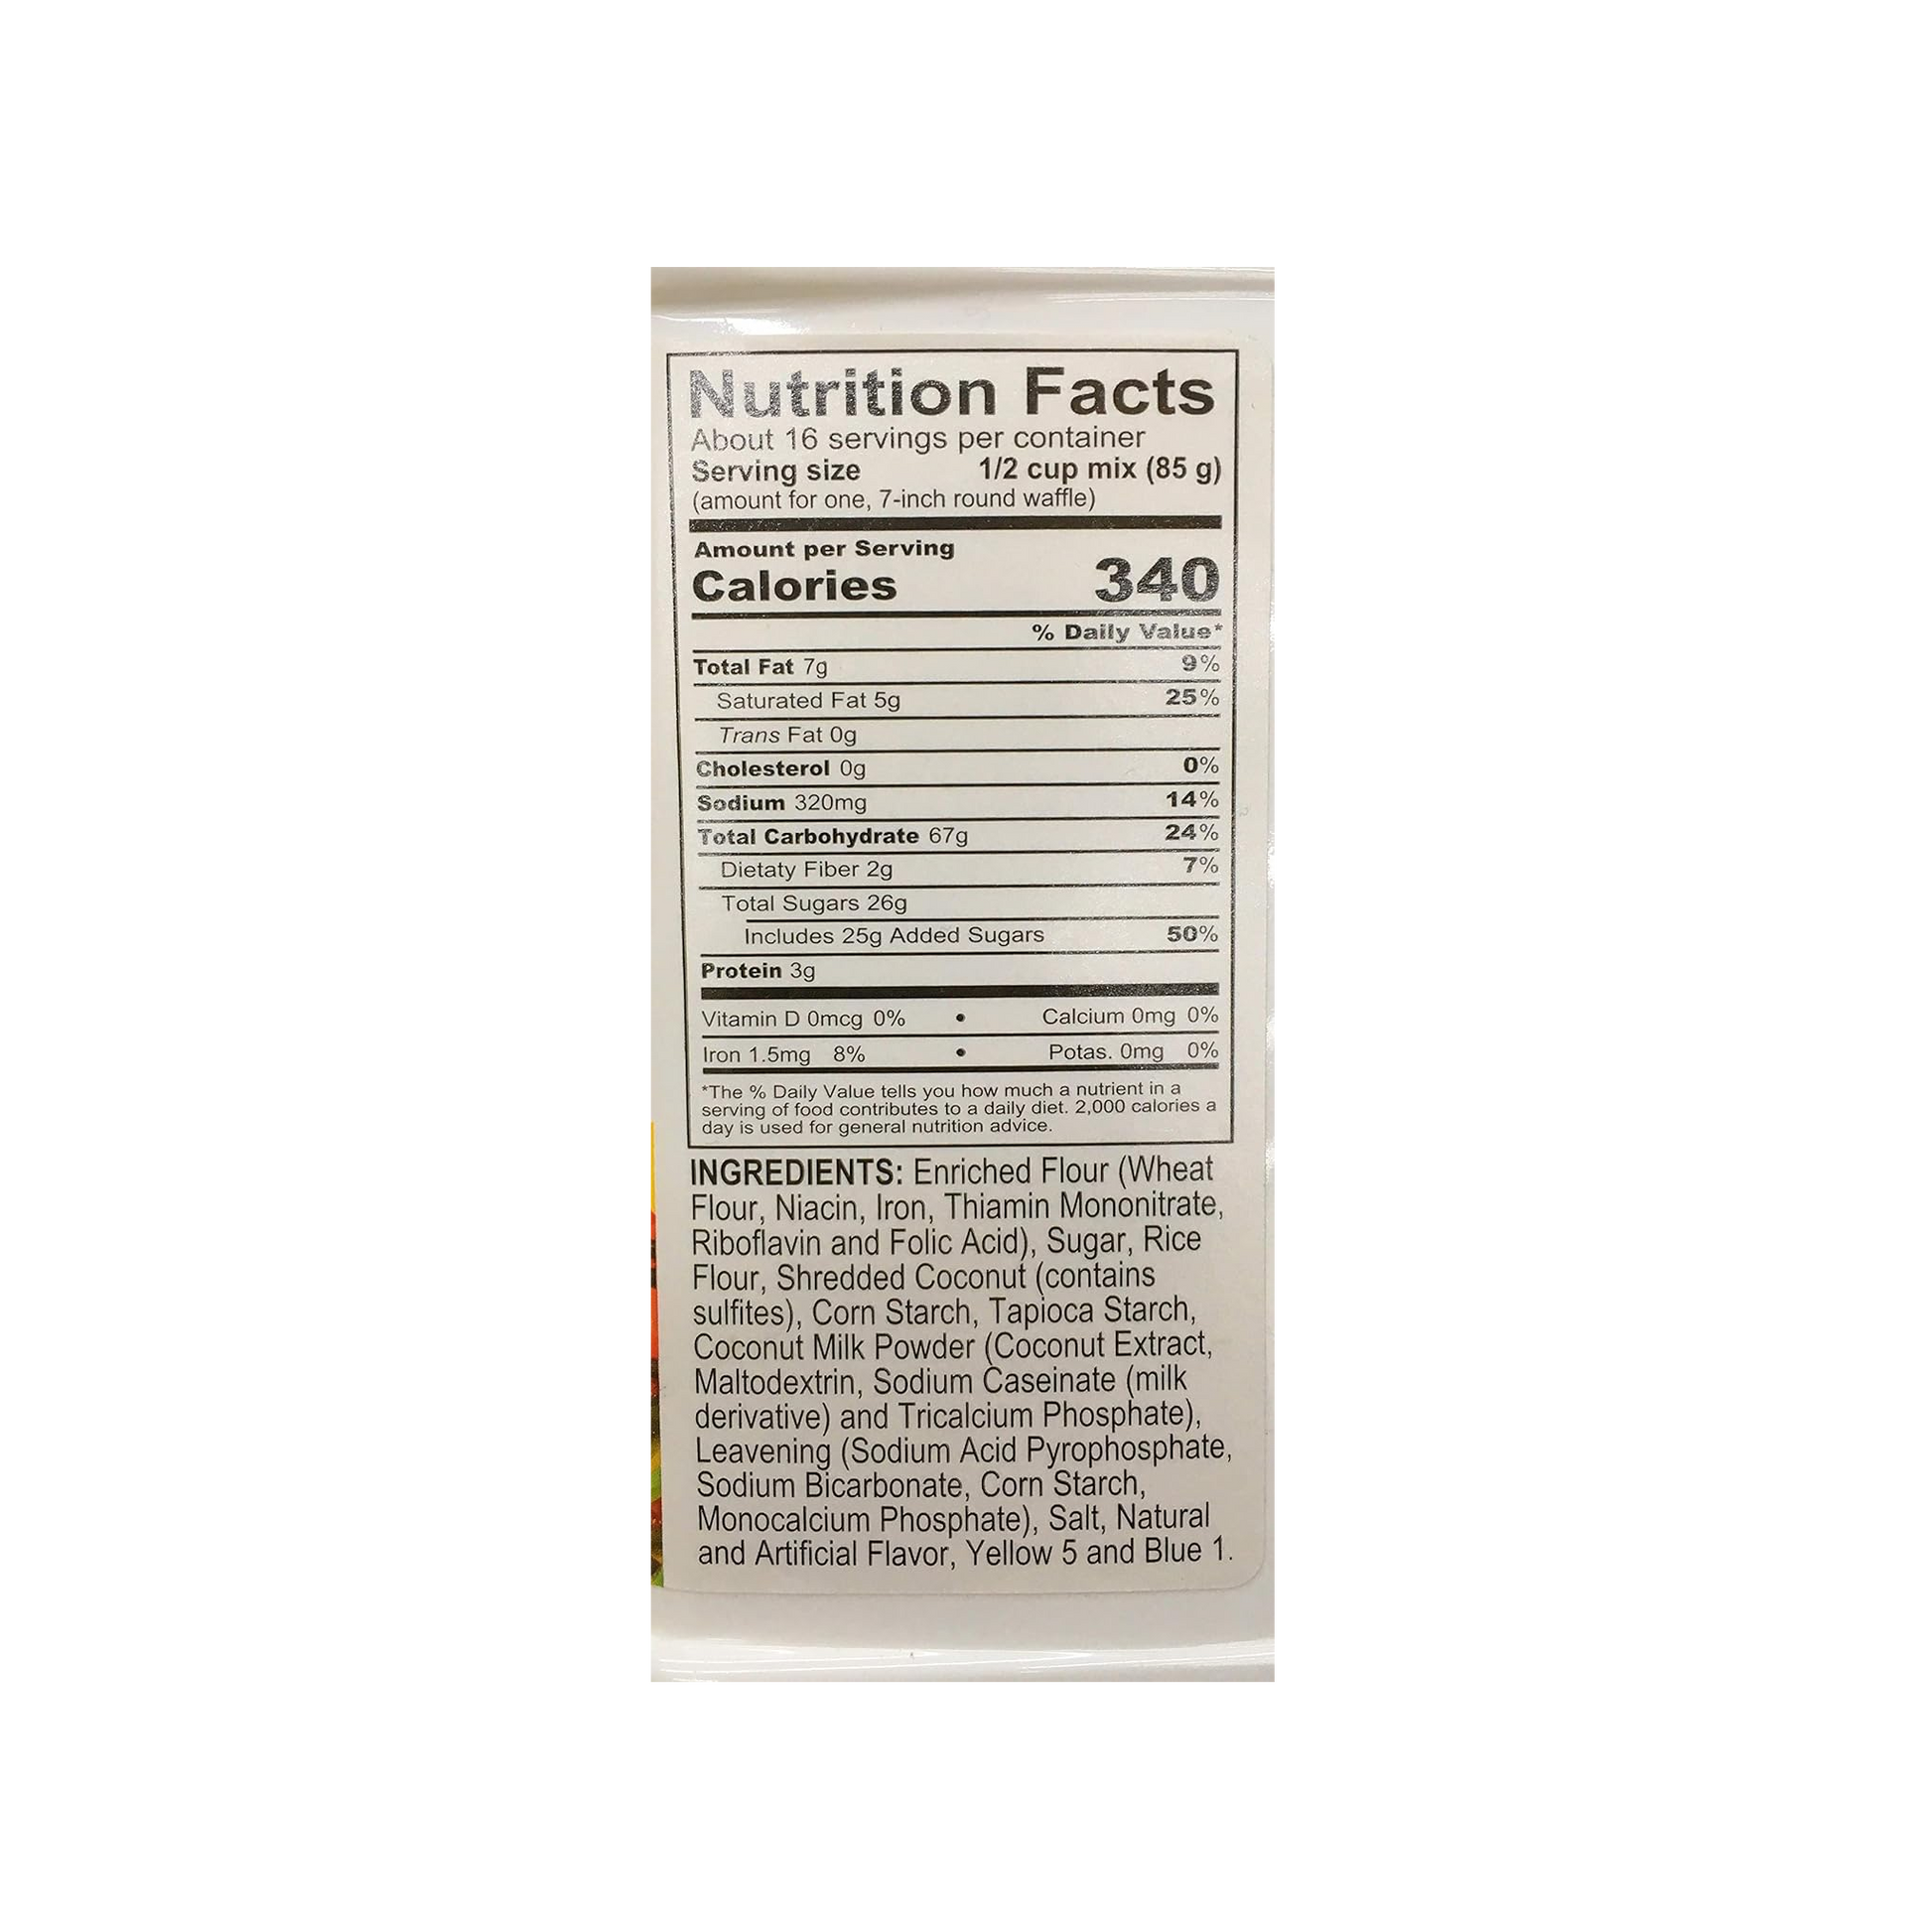 Nutrition Facts
About 16 servings per container
Serving size 1/2 cup mix (85 g)
(amount for one, 7-inch round waffle)
Amount per Serving
Calories 340
% Daily Value*
Total Fat 7g 9%
Saturated Fat 5g 25%
Trans Fat 0g
Cholesterol 0g 0%
Sodium 320mg 14%
Total Carbohydrate 67g 24%
Dietaty Fiber 2g 7%
Total Sugars 26g
Includes 25g Added Sugars 50%
Protein 3g
Vitamin D 0mcg 0% • Calcium 0mg 0%
Iron 1.5mg 8% • Potas. 0mg 0%
*The % Daily Value tells you how much a nutrient in a
serving of food contributes to a daily diet. 2,000 calories a
day is used for general nutrition advice.
INGREDIENTS: Enriched Flour (Wheat
Flour, Niacin, Iron, Thiamin Mononitrate,
Riboflavin and Folic Acid), Sugar, Rice
Flour, Shredded Coconut (contains
sulfites), Corn Starch, Tapioca Starch,
Coconut Milk Powder (Coconut Extract,
Maltodextrin, Sodium Caseinate (milk
derivative) and Tricalcium Phosphate),
Leavening (Sodium Acid Pyrophosphate,
Sodium Bicarbonate, Corn Starch,
Monocalcium Phosphate), Salt, Natural
and Artificial Flavor, Yellow 5 and Blue 1.